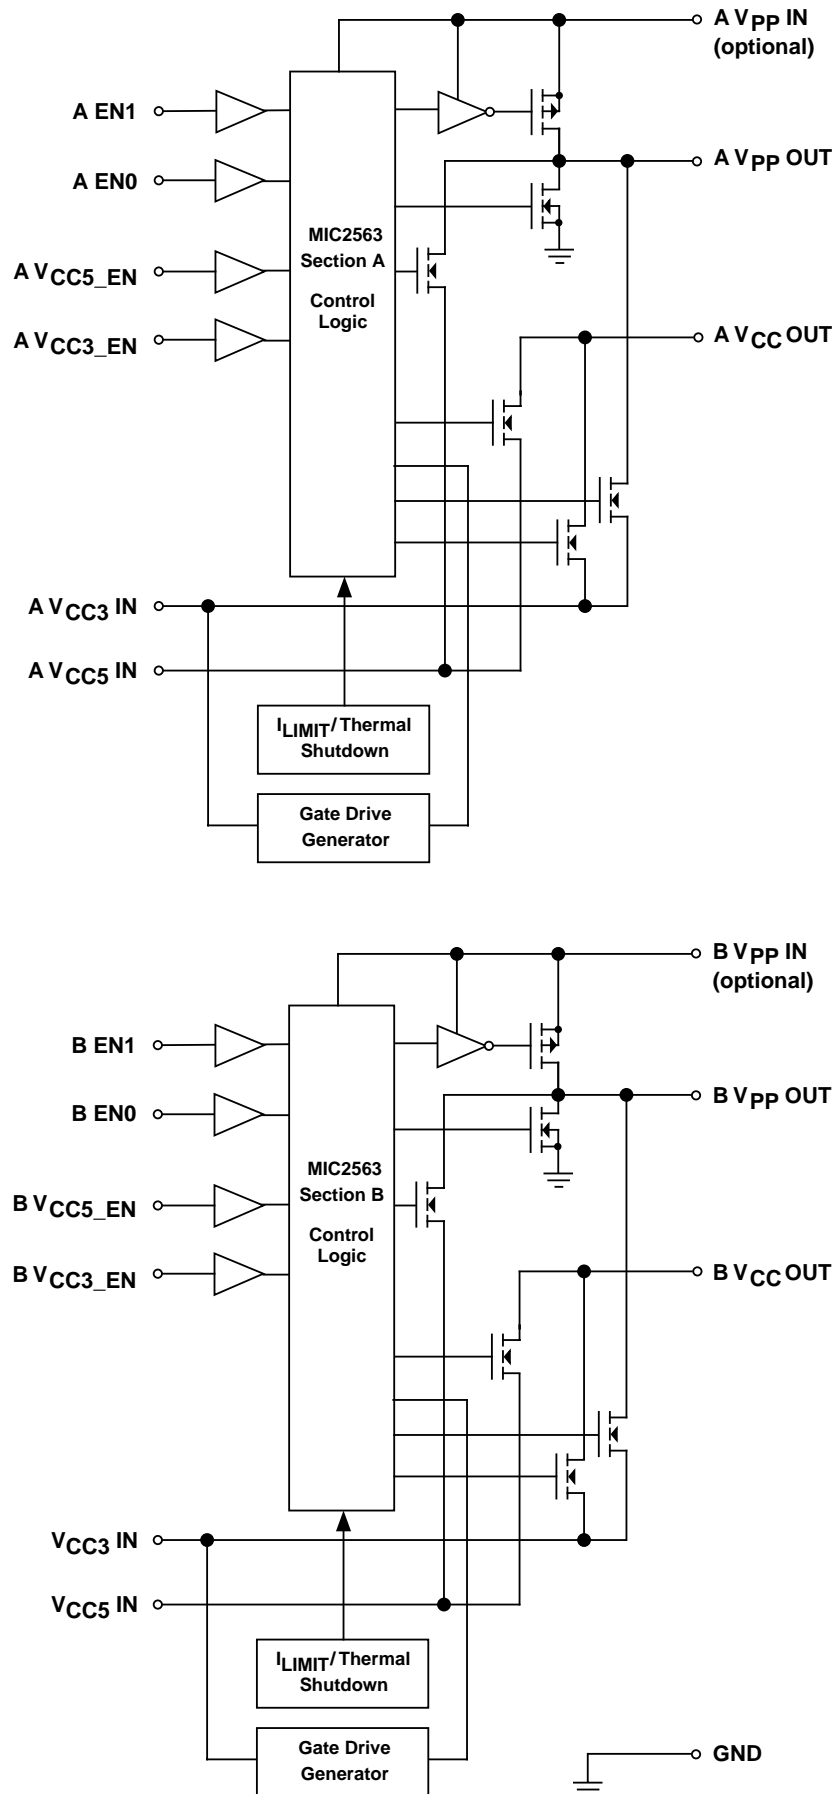 A VPP IN
(optional)
A EN1
A EN0
A VPP OUT
MIC2563
Section A
Control
Logic
A VCC5_EN
A VCC3_EN
A VCC OUT
A VCC3 IN
A VCC5 IN
ILIMIT/Thermal
Shutdown
Gate Drive
Generator
B VPP IN
(optional)
B EN1
B EN0
B VPP OUT
MIC2563
Section B
Control
Logic
B VCC5_EN
B VCC3_EN
B VCC OUT
VCC3 IN
VCC5 IN
ILIMIT/Thermal
Shutdown
Gate Drive
Generator
GND